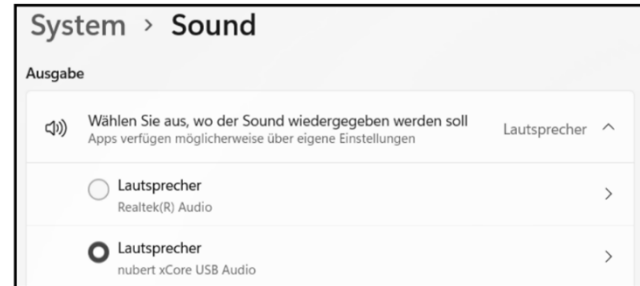 System > Sound
Ausgabe
Wählen Sie aus, wo der Sound wiedergegeben werden soll
Apps verfügen möglicherweise über eigene Einstellungen
Lautsprecher
Lautsprecher
Realtek(R) Audio
Lautsprecher
nubert xCore USB Audio